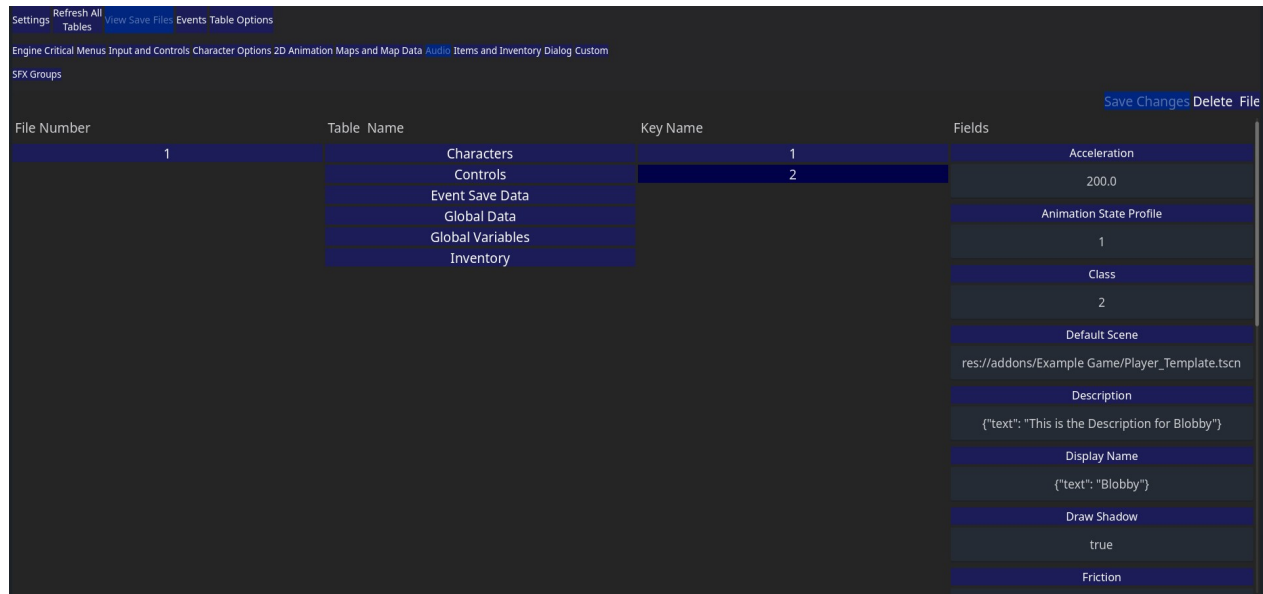 Settings Refresh All Tables View Save Files Events Table Options
Engine Critical Menus Input and Controls Character Options 2D Animation Maps and Map Data Audio Items and Inventory Dialog Custom
SFX Groups
Save Changes Delete File
File Number Table Name Key Name Fields
1 Characters 1 Acceleration
Controls 2 200.0
Event Save Data
Global Data Animation State Profile
Global Variables 1
Inventory
Class
2
Default Scene
res://addons/Example Game/Player_Template.tscn
Description
{"text": "This is the Description for Blobby"}
Display Name
{"text": "Blobby"}
Draw Shadow
true
Friction